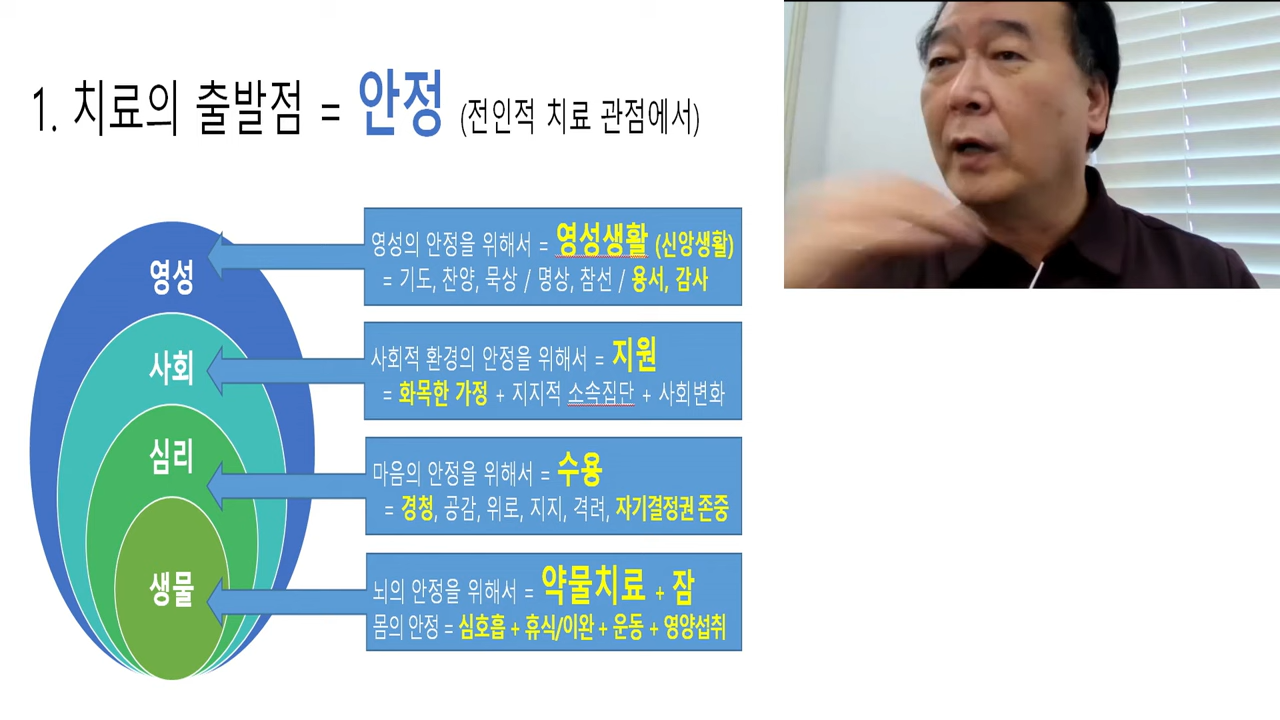 1. 치료의 출발점 = 안정 (전인적 치료 관점에서)
영성
영성의 안정을 위해서 = 영성생활 (신앙생활)
= 기도, 찬양, 묵상 / 명상, 참선 / 용서, 감사
사회
사회적 환경의 안정을 위해서 = 지원
= 화목한 가정 + 지지적 소속집단 + 사회변화
심리
마음의 안정을 위해서 = 수용
= 경청, 공감, 위로, 지지, 격려, 자기결정권 존중
생물
뇌의 안정을 위해서 = 약물치료 + 잠
몸의 안정 = 심호흡 + 휴식/이완 + 운동 + 영양섭취